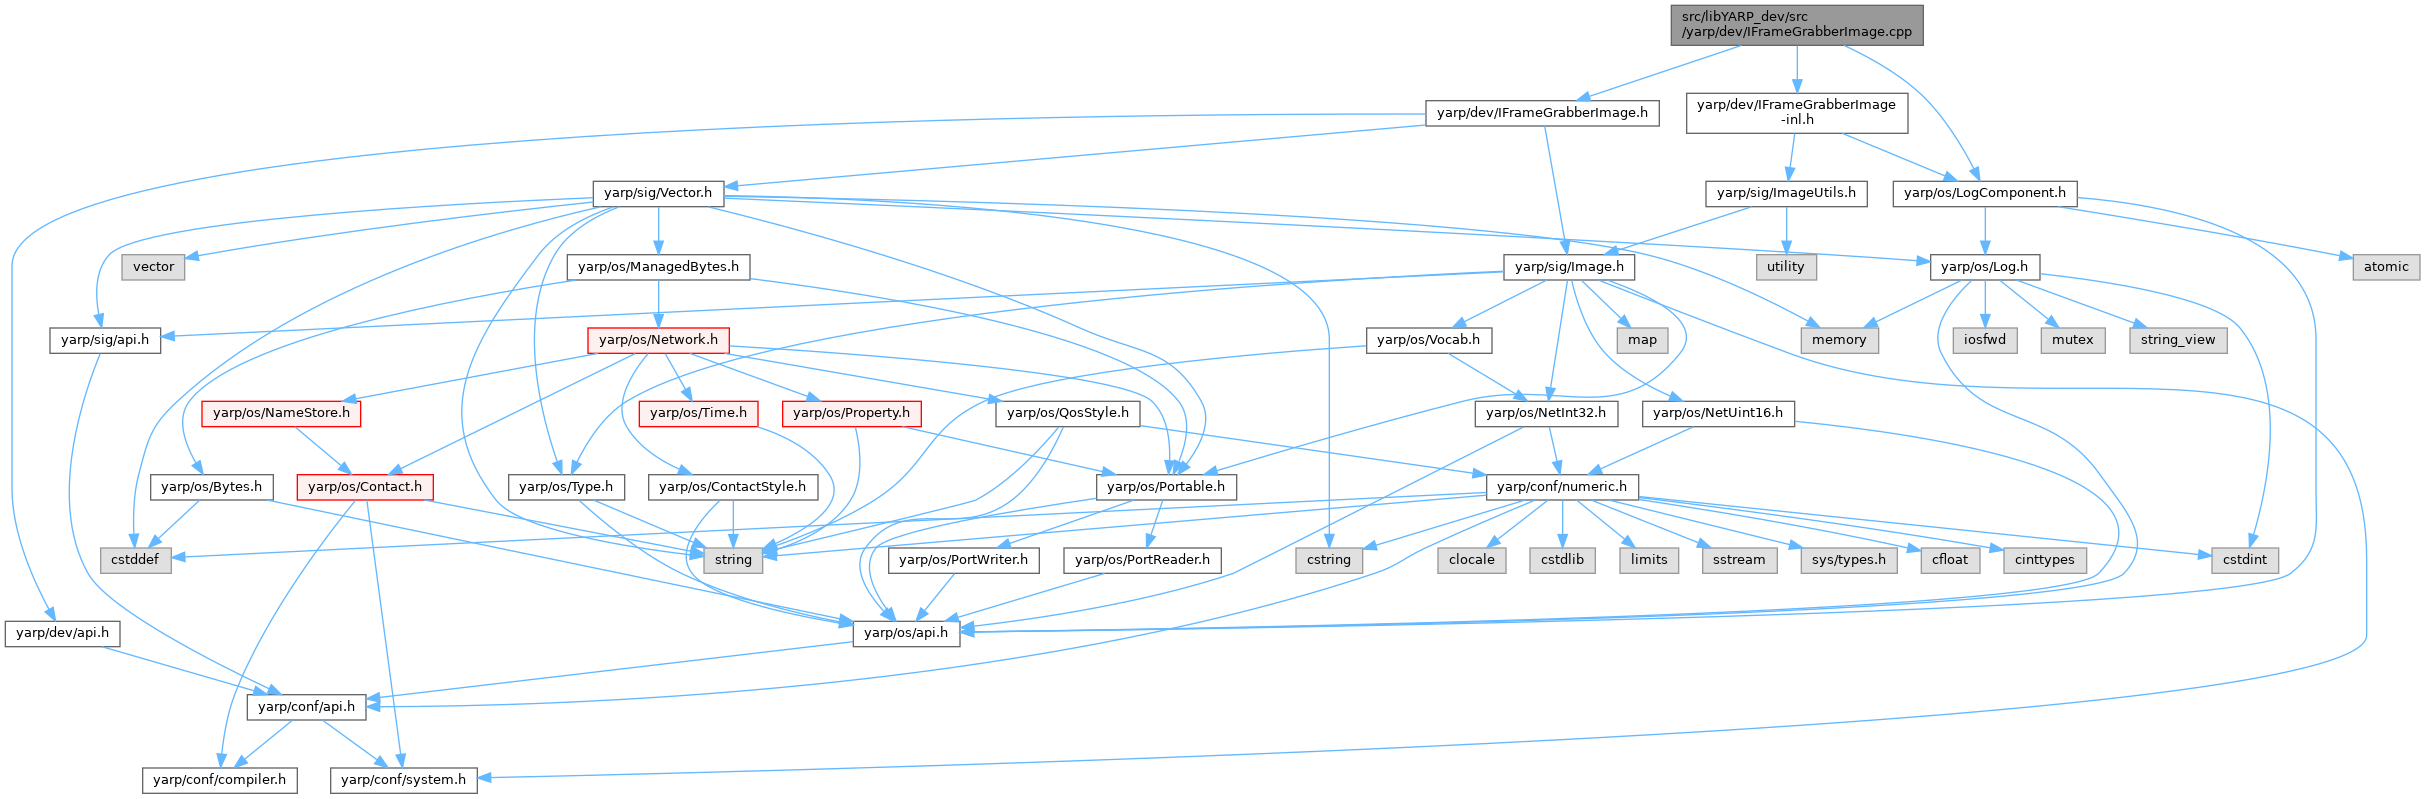 src/libYARP_dev/src
/yarp/dev/IFrameGrabberImage.cpp
yarp/dev/IFrameGrabberImage.h
yarp/dev/IFrameGrabberImage
-inl.h
yarp/sig/Vector.h
yarp/sig/ImageUtils.h
yarp/os/LogComponent.h
vector
yarp/os/ManagedBytes.h
yarp/sig/Image.h
utility
yarp/os/Log.h
atomic
yarp/sig/api.h
yarp/os/Network.h
yarp/os/Vocab.h
map
memory
iosfwd
mutex
string_view
yarp/os/NameStore.h
yarp/os/Time.h
yarp/os/Property.h
yarp/os/QosStyle.h
yarp/os/NetInt32.h
yarp/os/NetUint16.h
yarp/os/Bytes.h
yarp/os/Contact.h
yarp/os/Type.h
yarp/os/ContactStyle.h
yarp/os/Portable.h
yarp/conf/numeric.h
cstddef
string
yarp/os/PortWriter.h
yarp/os/PortReader.h
cstring
clocale
cstdlib
limits
sstream
sys/types.h
cfloat
cinttypes
cstdint
yarp/dev/api.h
yarp/os/api.h
yarp/conf/api.h
yarp/conf/compiler.h
yarp/conf/system.h